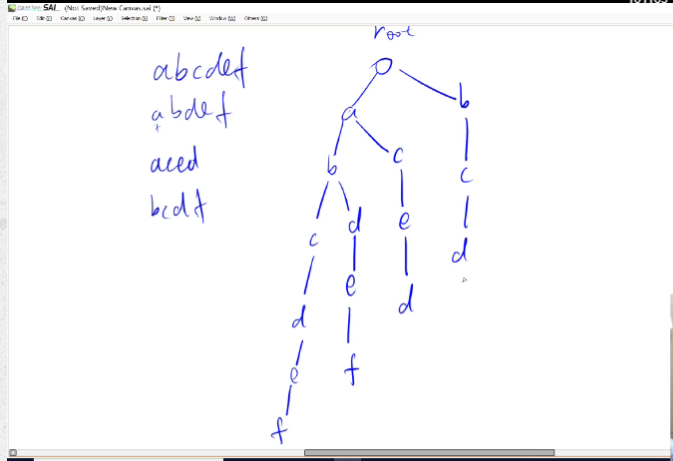 SAI (Not Saved)New Canvas.sai (*)
File(F) Edit(E) Canvas(C) Layer(L) Selection(S) Filter(T) View(V) Window(W) Others(O)
root
abcdef
abdef
aced
bcdf
a
b
b
c
c
c
d
e
d
e
d
d
e
f
f